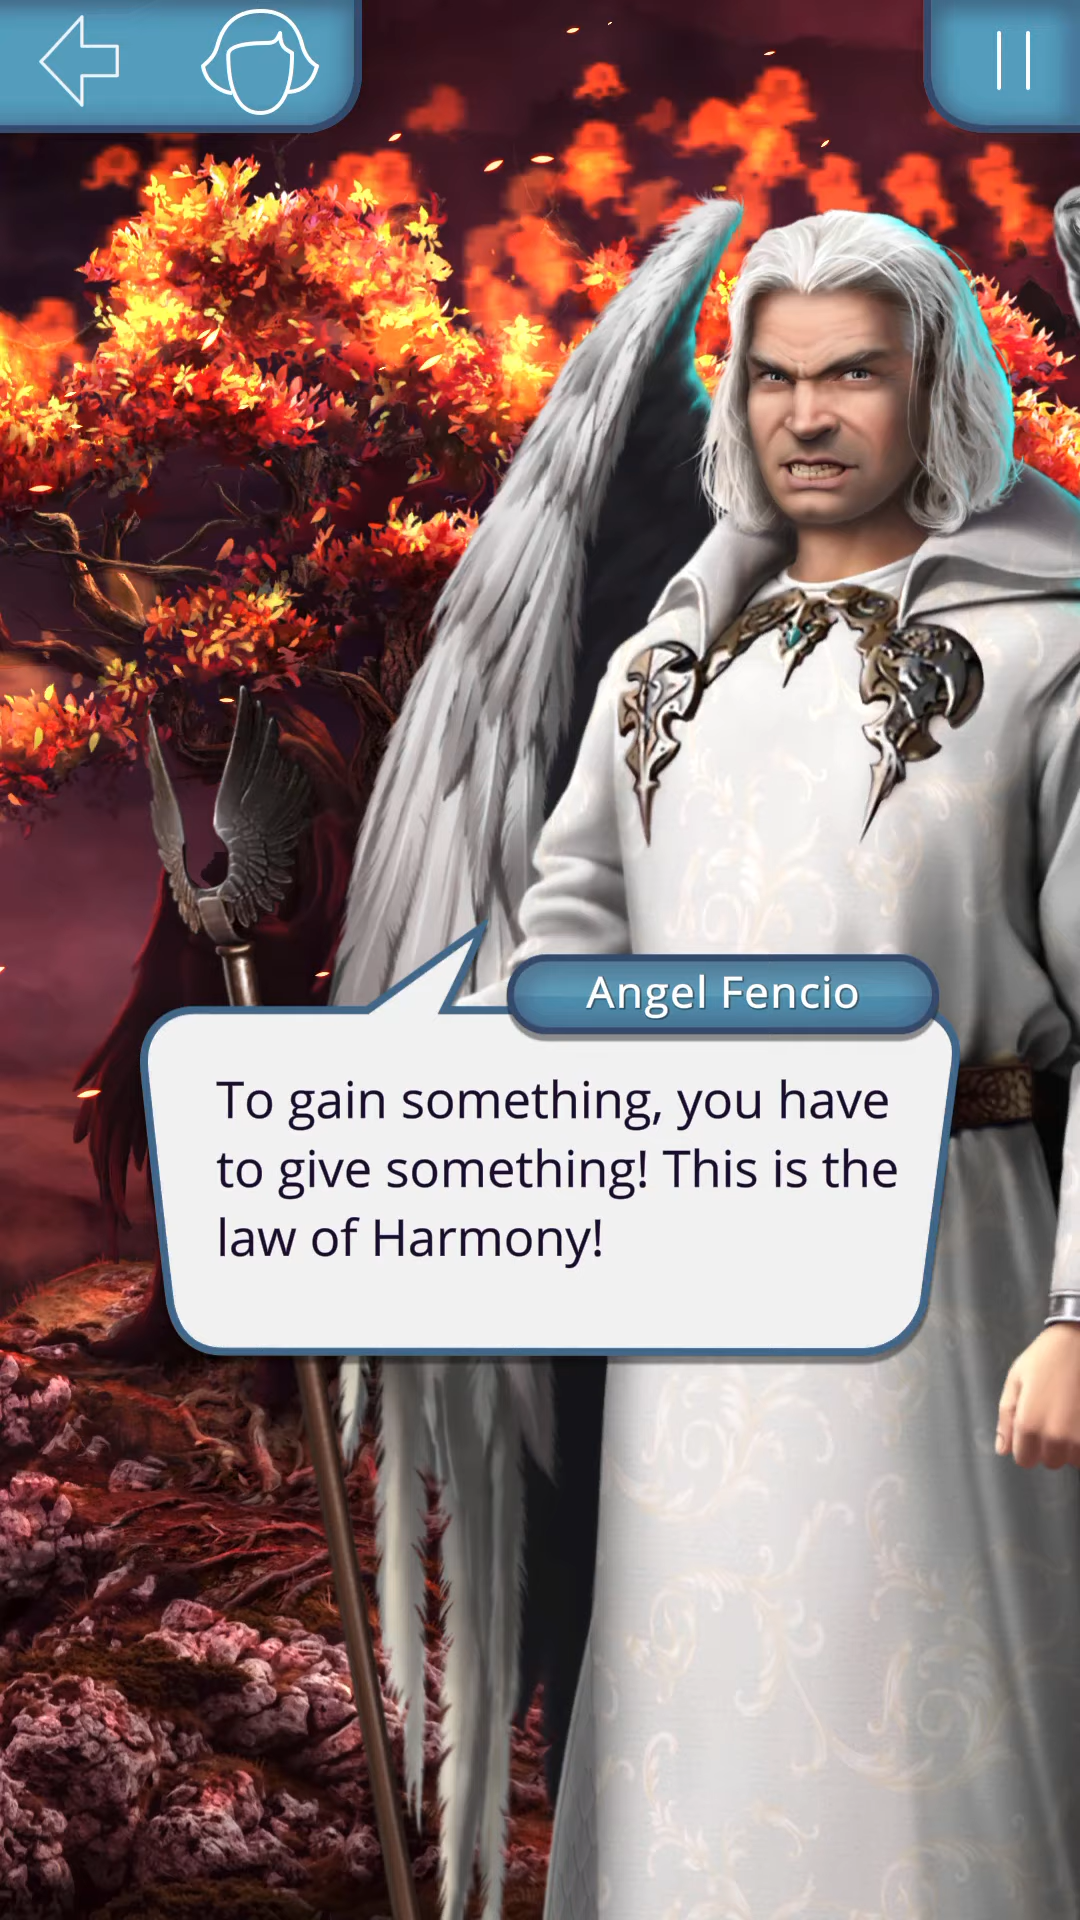 Angel Fencio
To gain something, you have
to give something! This is the
law of Harmony!